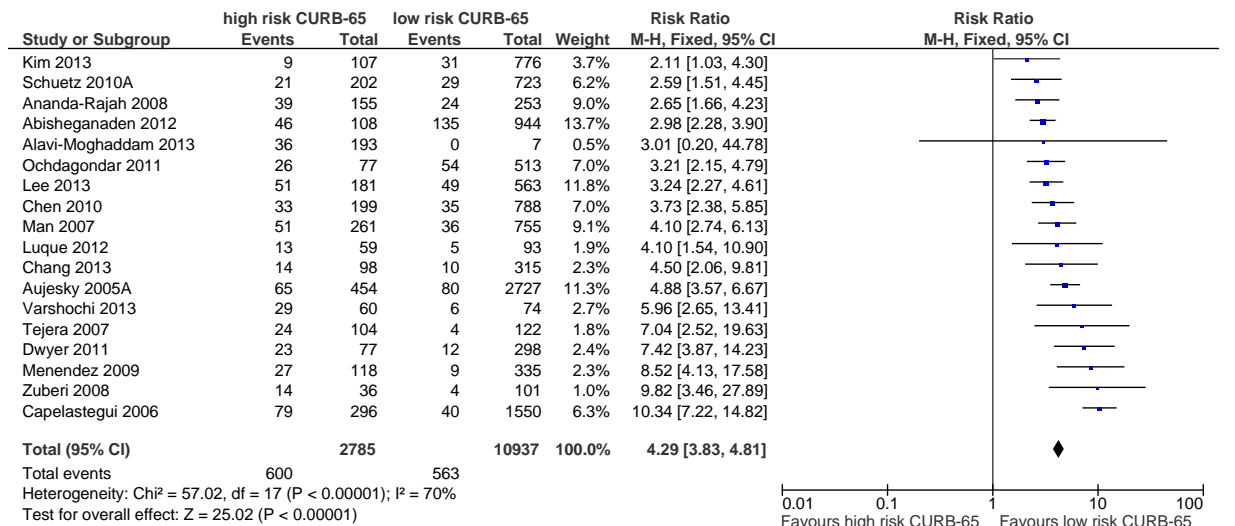 high risk CURB-65 low risk CURB-65 Risk Ratio Risk Ratio
Study or Subgroup Events Total Events Total Weight M-H, Fixed, 95% CI M-H, Fixed, 95% CI
Kim 2013 9 107 31 776 3.7% 2.11 [1.03, 4.30]
Schuetz 2010A 21 202 29 723 6.2% 2.59 [1.51, 4.45]
Ananda-Rajah 2008 39 155 24 253 9.0% 2.65 [1.66, 4.23]
Abisheganaden 2012 46 108 135 944 13.7% 2.98 [2.28, 3.90]
Alavi-Moghaddam 2013 36 193 0 7 0.5% 3.01 [0.20, 44.78]
Ochdagondar 2011 26 77 54 513 7.0% 3.21 [2.15, 4.79]
Lee 2013 51 181 49 563 11.8% 3.24 [2.27, 4.61]
Chen 2010 33 199 35 788 7.0% 3.73 [2.38, 5.85]
Man 2007 51 261 36 755 9.1% 4.10 [2.74, 6.13]
Luque 2012 13 59 5 93 1.9% 4.10 [1.54, 10.90]
Chang 2013 14 98 10 315 2.3% 4.50 [2.06, 9.81]
Aujesky 2005A 65 454 80 2727 11.3% 4.88 [3.57, 6.67]
Varshochi 2013 29 60 6 74 2.7% 5.96 [2.65, 13.41]
Tejera 2007 24 104 4 122 1.8% 7.04 [2.52, 19.63]
Dwyer 2011 23 77 12 298 2.4% 7.42 [3.87, 14.23]
Menendez 2009 27 118 9 335 2.3% 8.52 [4.13, 17.58]
Zuberi 2008 14 36 4 101 1.0% 9.82 [3.46, 27.89]
Capelastegui 2006 79 296 40 1550 6.3% 10.34 [7.22, 14.82]
Total (95% CI) 2785 10937 100.0% 4.29 [3.83, 4.81]
Total events 600 563
Heterogeneity: Chi² = 57.02, df = 17 (P < 0.00001); I² = 70%
Test for overall effect: Z = 25.02 (P < 0.00001)
0.01 0.1 1 10 100
Favours high risk CURB-65 Favours low risk CURB-65